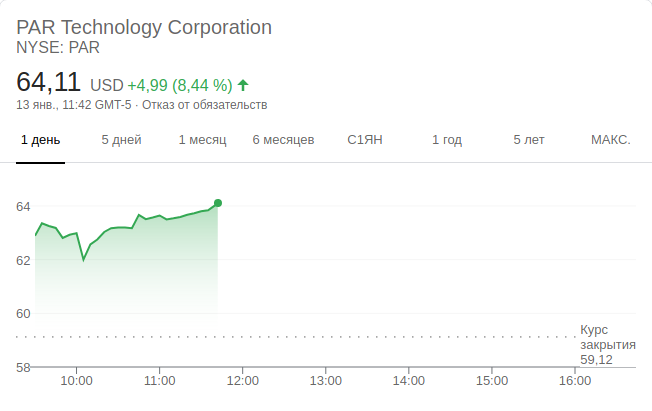 PAR Technology Corporation
NYSE: PAR
64,11 USD +4,99 (8,44 %)
13 янв., 11:42 GMT-5 · Отказ от обязательств
1 день 5 дней 1 месяц 6 месяцев С1ЯН 1 год 5 лет МАКС.
64
62
60
Курс
закрытия
59,12
58
10:00 11:00 12:00 13:00 14:00 15:00 16:00